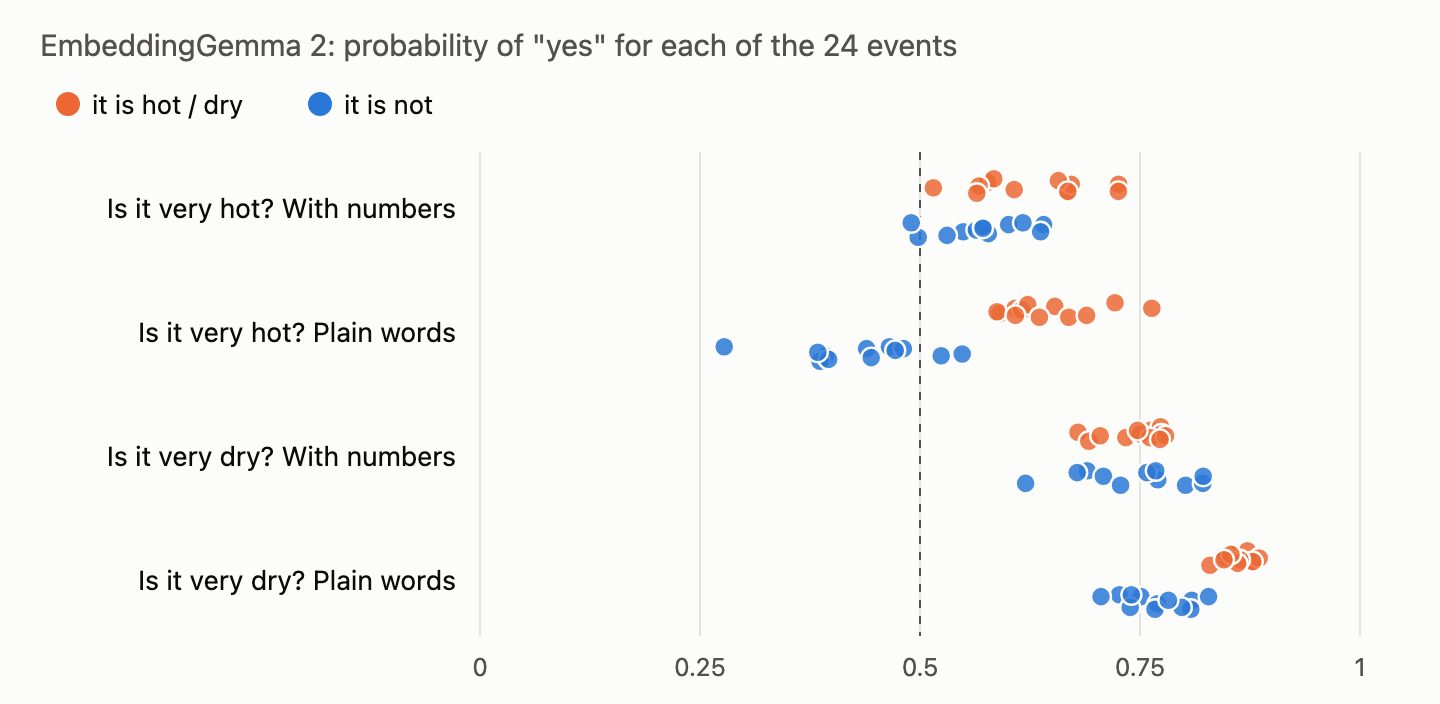 EmbeddingGemma 2: probability of "yes" for each of the 24 events
it is hot / dry it is not
Is it very hot? With numbers
Is it very hot? Plain words
Is it very dry? With numbers
Is it very dry? Plain words
0 0.25 0.5 0.75 1